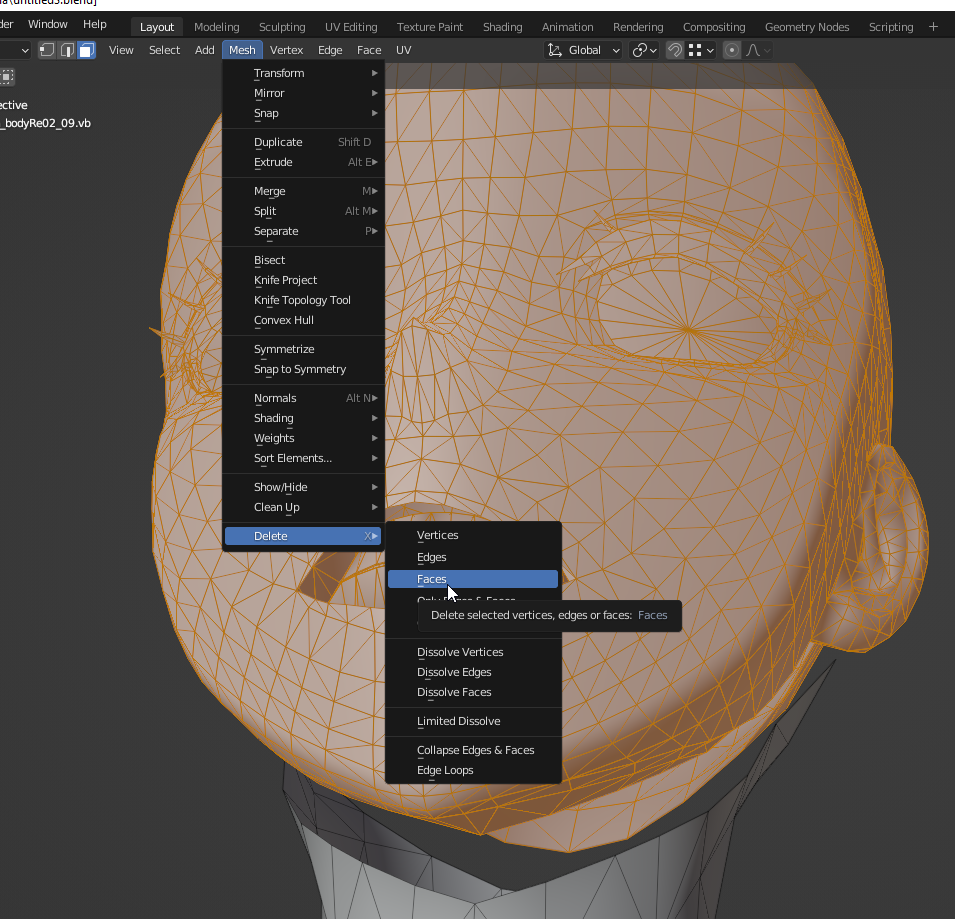 \untitled3.blend]
Window Help Layout Modeling Sculpting UV Editing Texture Paint Shading Animation Rendering Compositing Geometry Nodes Scripting +
View Select Add Mesh Vertex Edge Face UV Global
Transform
Mirror
Snap
_bodyRe02_09.vb
Duplicate Shift D
Extrude Alt E
Merge M
Split Alt M
Separate P
Bisect
Knife Project
Knife Topology Tool
Convex Hull
Symmetrize
Snap to Symmetry
Normals Alt N
Shading
Weights
Sort Elements...
Show/Hide
Clean Up
Delete X
Vertices
Edges
Faces
Only Edges & Faces
Delete selected vertices, edges or faces: Faces
Dissolve Vertices
Dissolve Edges
Dissolve Faces
Limited Dissolve
Collapse Edges & Faces
Edge Loops